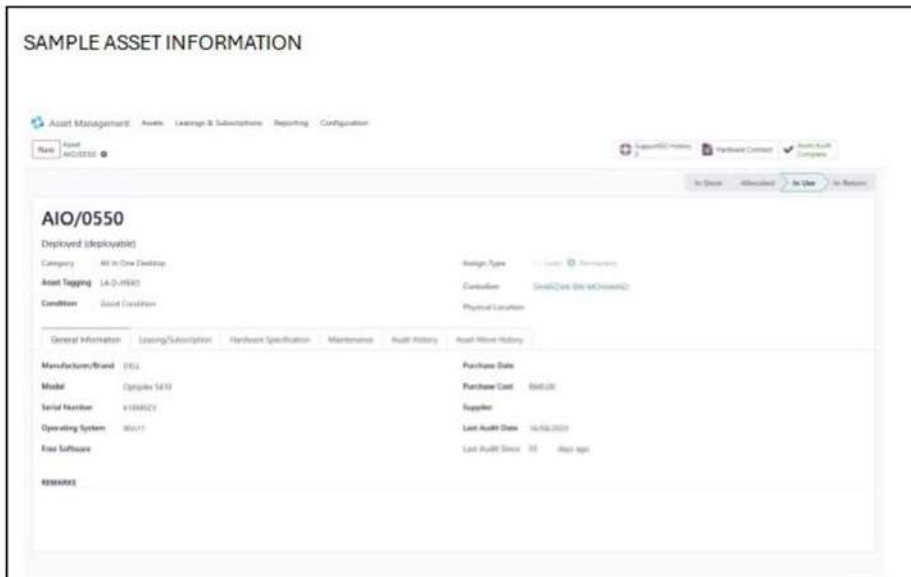 SAMPLE ASSET INFORMATION
Asset Management Assets Leasings & Subscriptions Reporting Configuration
New Asset
AIO/0550
Hardware Contract
Complete
In Store Allocated In Use In Return
AIO/0550
Deployed (deployable)
Category All In One Desktop
Assign Type Permanent
Asset Tagging
Custodian
Condition Good Condition
Physical Location
General Information Leasing/Subscription Hardware Specification Maintenance Audit History Asset Move History
Manufacturer/Brand DELL
Purchase Date
Model Optiplex
Purchase Cost RM0.00
Serial Number
Supplier
Operating System Win11
Last Audit Date
Free Software
Last Audit Since days ago
REMARKS